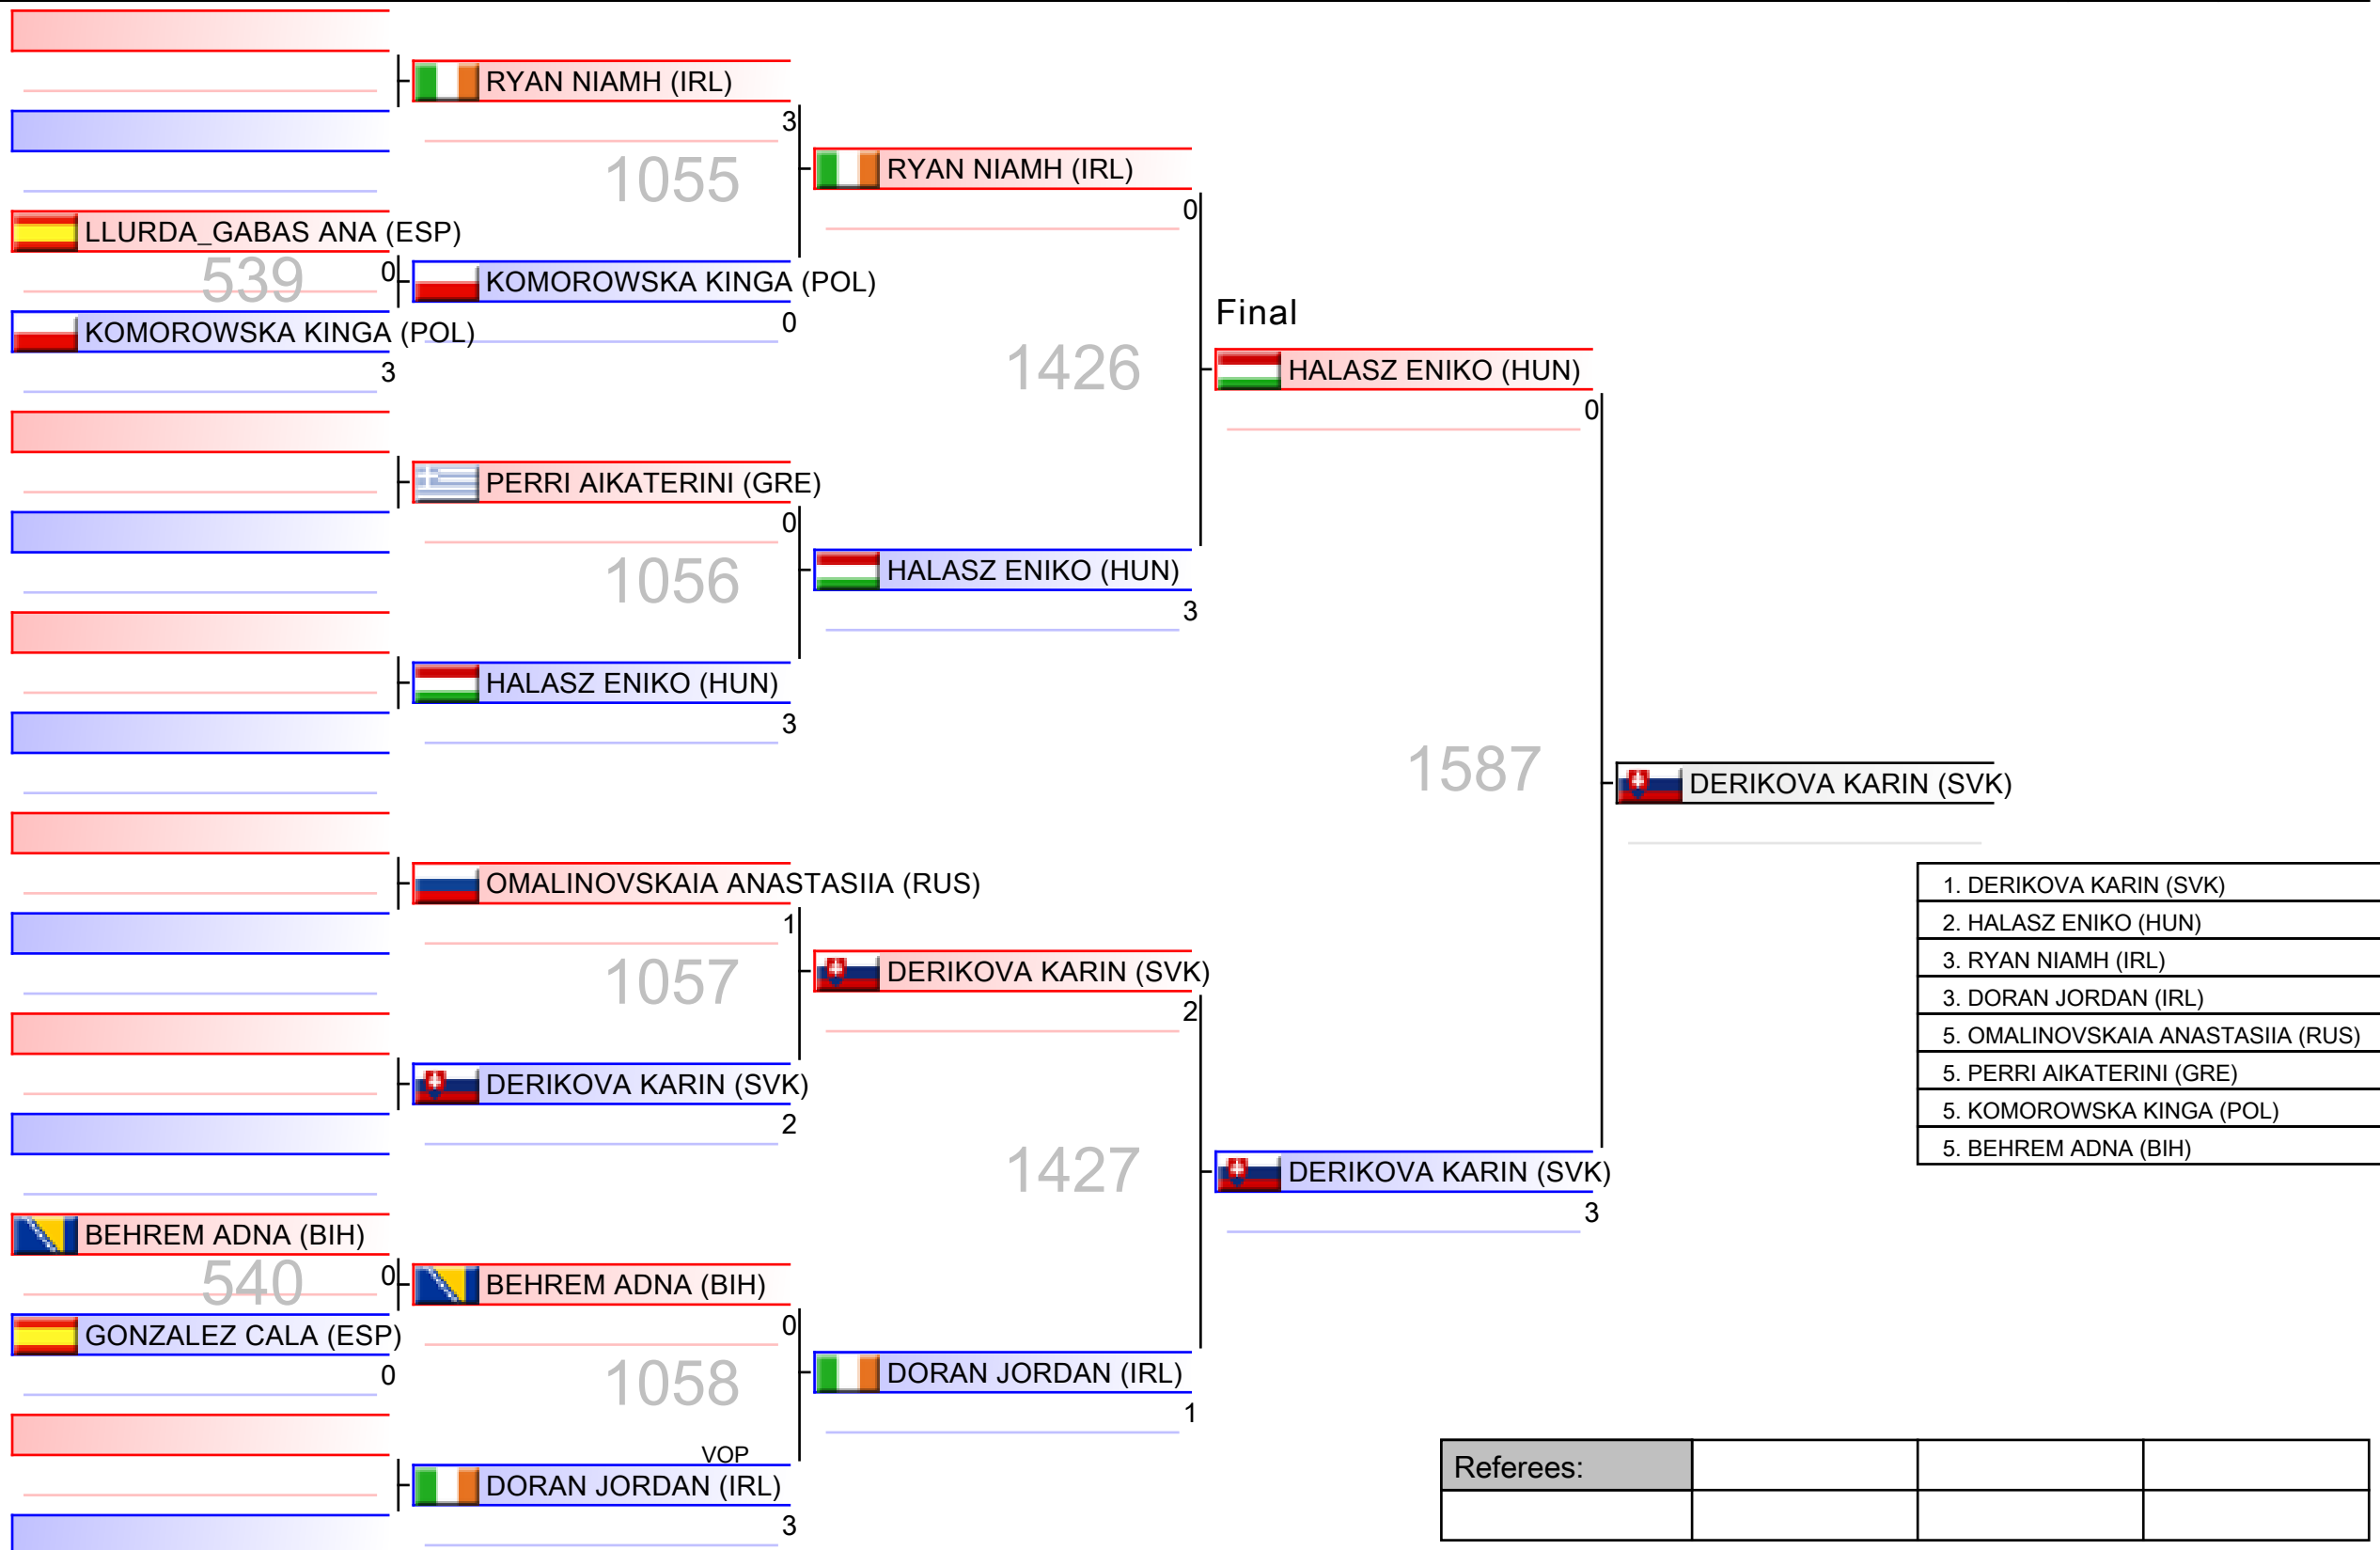 RYAN NIAMH (IRL)
3
1055
RYAN NIAMH (IRL)
0
LLURDA_GABAS ANA (ESP)
539
0
KOMOROWSKA KINGA (POL)
0
KOMOROWSKA KINGA (POL)
3
Final
1426
HALASZ ENIKO (HUN)
0
PERRI AIKATERINI (GRE)
0
1056
HALASZ ENIKO (HUN)
3
HALASZ ENIKO (HUN)
3
1587
DERIKOVA KARIN (SVK)
OMALINOVSKAIA ANASTASIIA (RUS)
1
1057
DERIKOVA KARIN (SVK)
2
DERIKOVA KARIN (SVK)
2
1427
DERIKOVA KARIN (SVK)
3
BEHREM ADNA (BIH)
540
0
BEHREM ADNA (BIH)
0
GONZALEZ CALA (ESP)
0
1058
DORAN JORDAN (IRL)
1
VOP
DORAN JORDAN (IRL)
3
1. DERIKOVA KARIN (SVK)
2. HALASZ ENIKO (HUN)
3. RYAN NIAMH (IRL)
3. DORAN JORDAN (IRL)
5. OMALINOVSKAIA ANASTASIIA (RUS)
5. PERRI AIKATERINI (GRE)
5. KOMOROWSKA KINGA (POL)
5. BEHREM ADNA (BIH)
Referees: